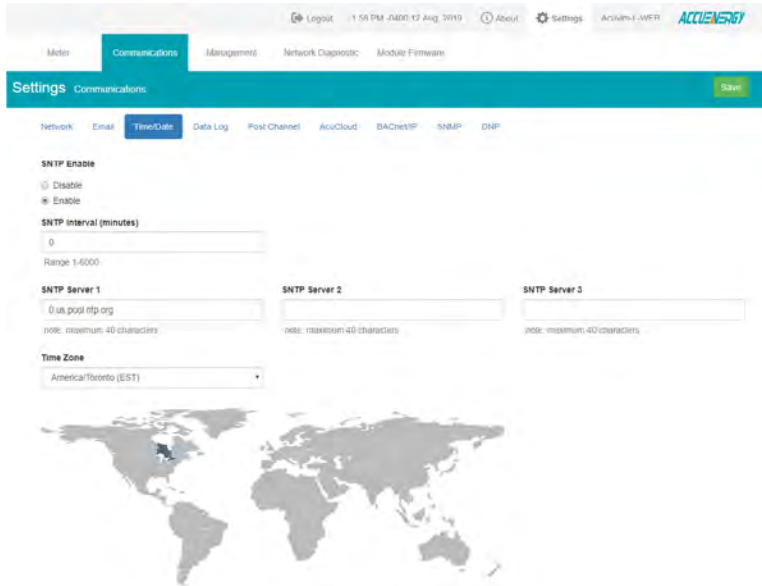 Logout 1:58 PM -0400 12 Aug, 2019 About Settings ACCUENERGY
Meter Communications Management Network Diagnostic Module Firmware
Settings Communications Save
Network Email Time/Date Data Log Post Channel AcuCloud BACnet/IP SNMP DNP
SNTP Enable
Disable
Enable
SNTP Interval (minutes)
0
Range 1-6000
SNTP Server 1 SNTP Server 2 SNTP Server 3
0.us.pool.ntp.org
note: maximum 40 characters note: maximum 40 characters note: maximum 40 characters
Time Zone
America/Toronto (EST)